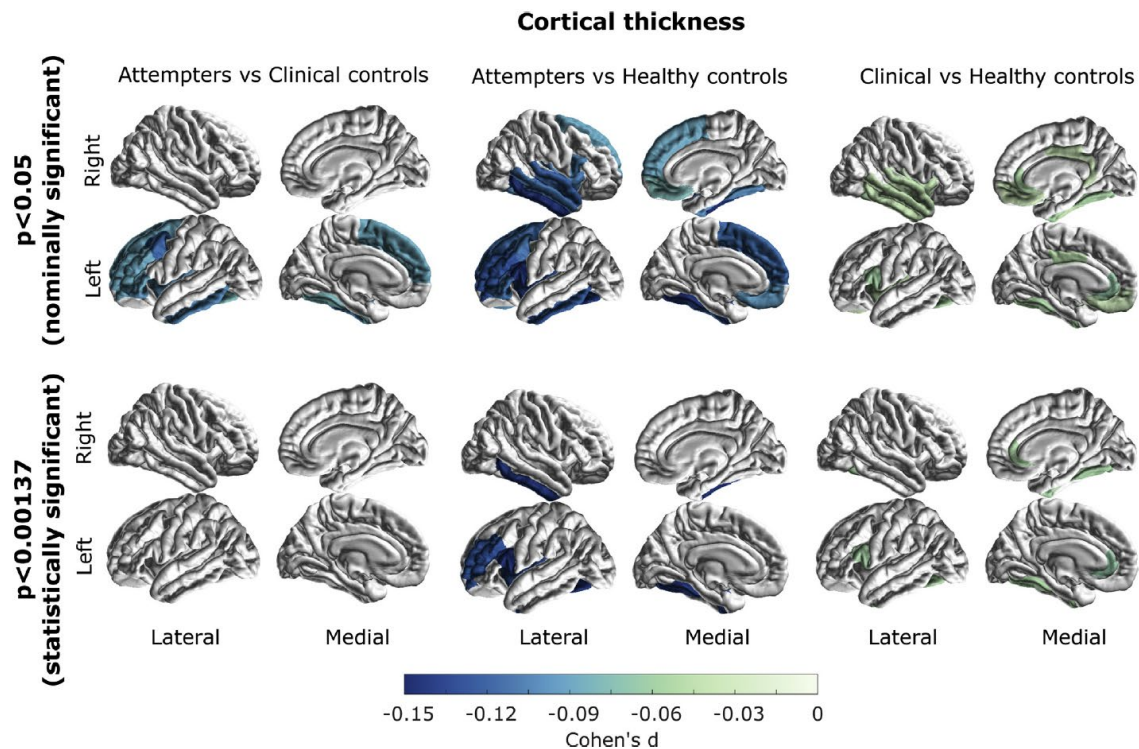 Cortical thickness
Attempters vs Clinical controls
Attempters vs Healthy controls
Clinical vs Healthy controls
p<0.05
(nominally significant)
Right
Left
p<0.00137
(statistically significant)
Right
Left
Lateral
Medial
Lateral
Medial
Lateral
Medial
-0.15
-0.12
-0.09
-0.06
-0.03
0
Cohen's d